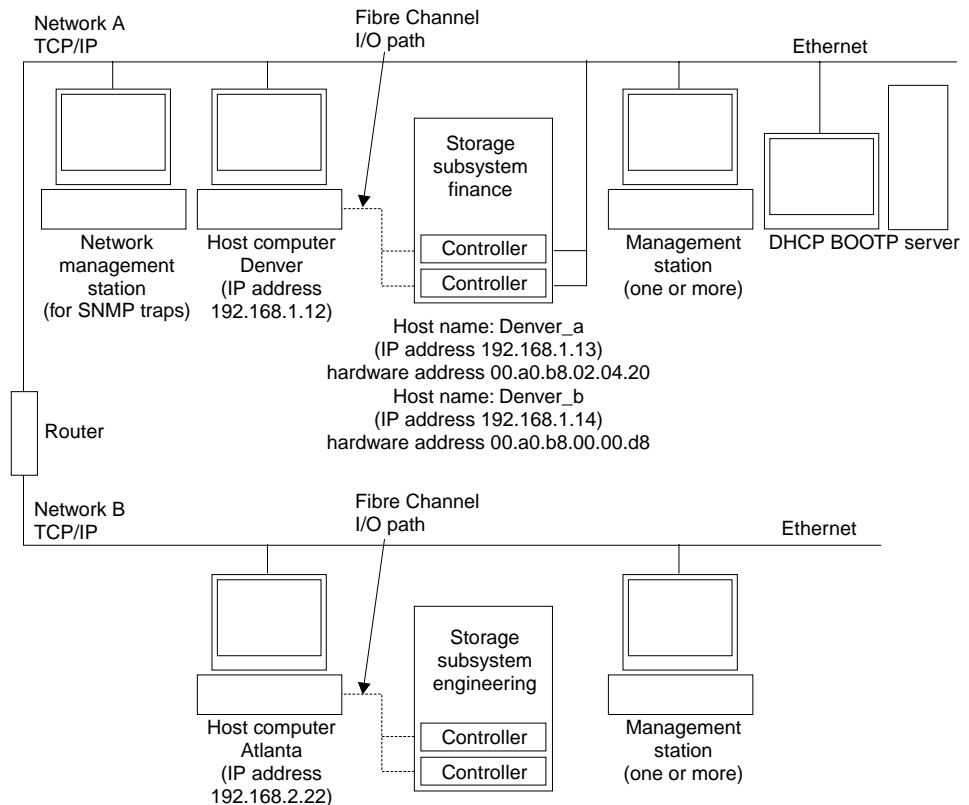 Network A
TCP/IP
Fibre Channel
I/O path
Ethernet
Storage
subsystem
finance
Controller
Controller
Network
management
station
(for SNMP traps)
Host computer
Denver
(IP address
192.168.1.12)
Management
station
(one or more)
DHCP BOOTP server
Host name: Denver_a
(IP address 192.168.1.13)
hardware address 00.a0.b8.02.04.20
Host name: Denver_b
(IP address 192.168.1.14)
hardware address 00.a0.b8.00.00.d8
Router
Network B
TCP/IP
Fibre Channel
I/O path
Ethernet
Storage
subsystem
engineering
Controller
Controller
Host computer
Atlanta
(IP address
192.168.2.22)
Management
station
(one or more)